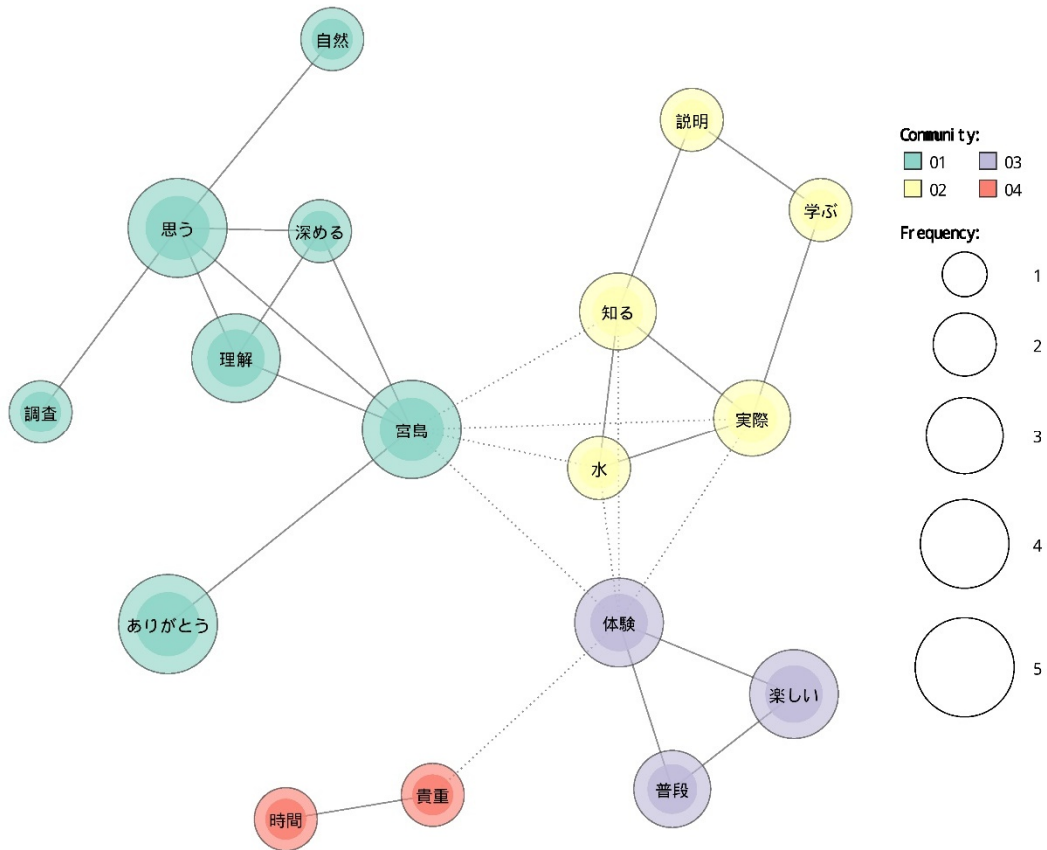 自然
説明
Community:
01 03
02 04
学ぶ
思う
深める
Frequency:
1
知る
2
理解
調査
宮島
実際
3
水
4
ありがとう
体験
5
楽しい
普段
貴重
時間